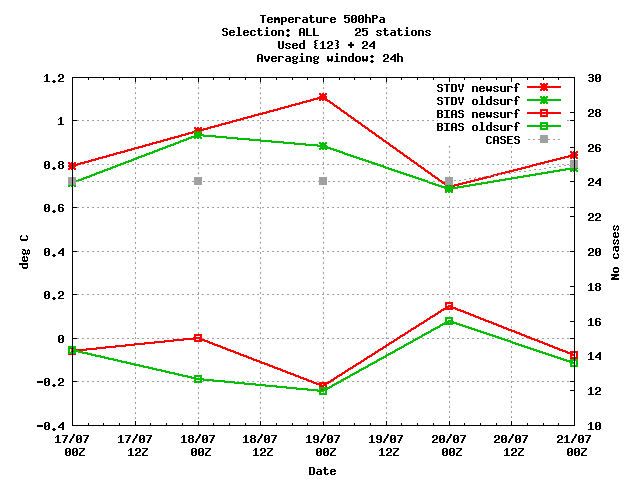 Temperature 500hPa
Selection: ALL 25 stations
Used {12} + 24
Averaging window: 24h
STDV newsurf
STDV oldsurf
BIAS newsurf
BIAS oldsurf
CASES
1.2
1
0.8
0.6
0.4
0.2
0
-0.2
-0.4
deg C
30
28
26
24
22
20
18
16
14
12
10
No cases
17/07 17/07 18/07 18/07 19/07 19/07 20/07 20/07 21/07
00Z 12Z 00Z 12Z 00Z 12Z 00Z 12Z 00Z
Date